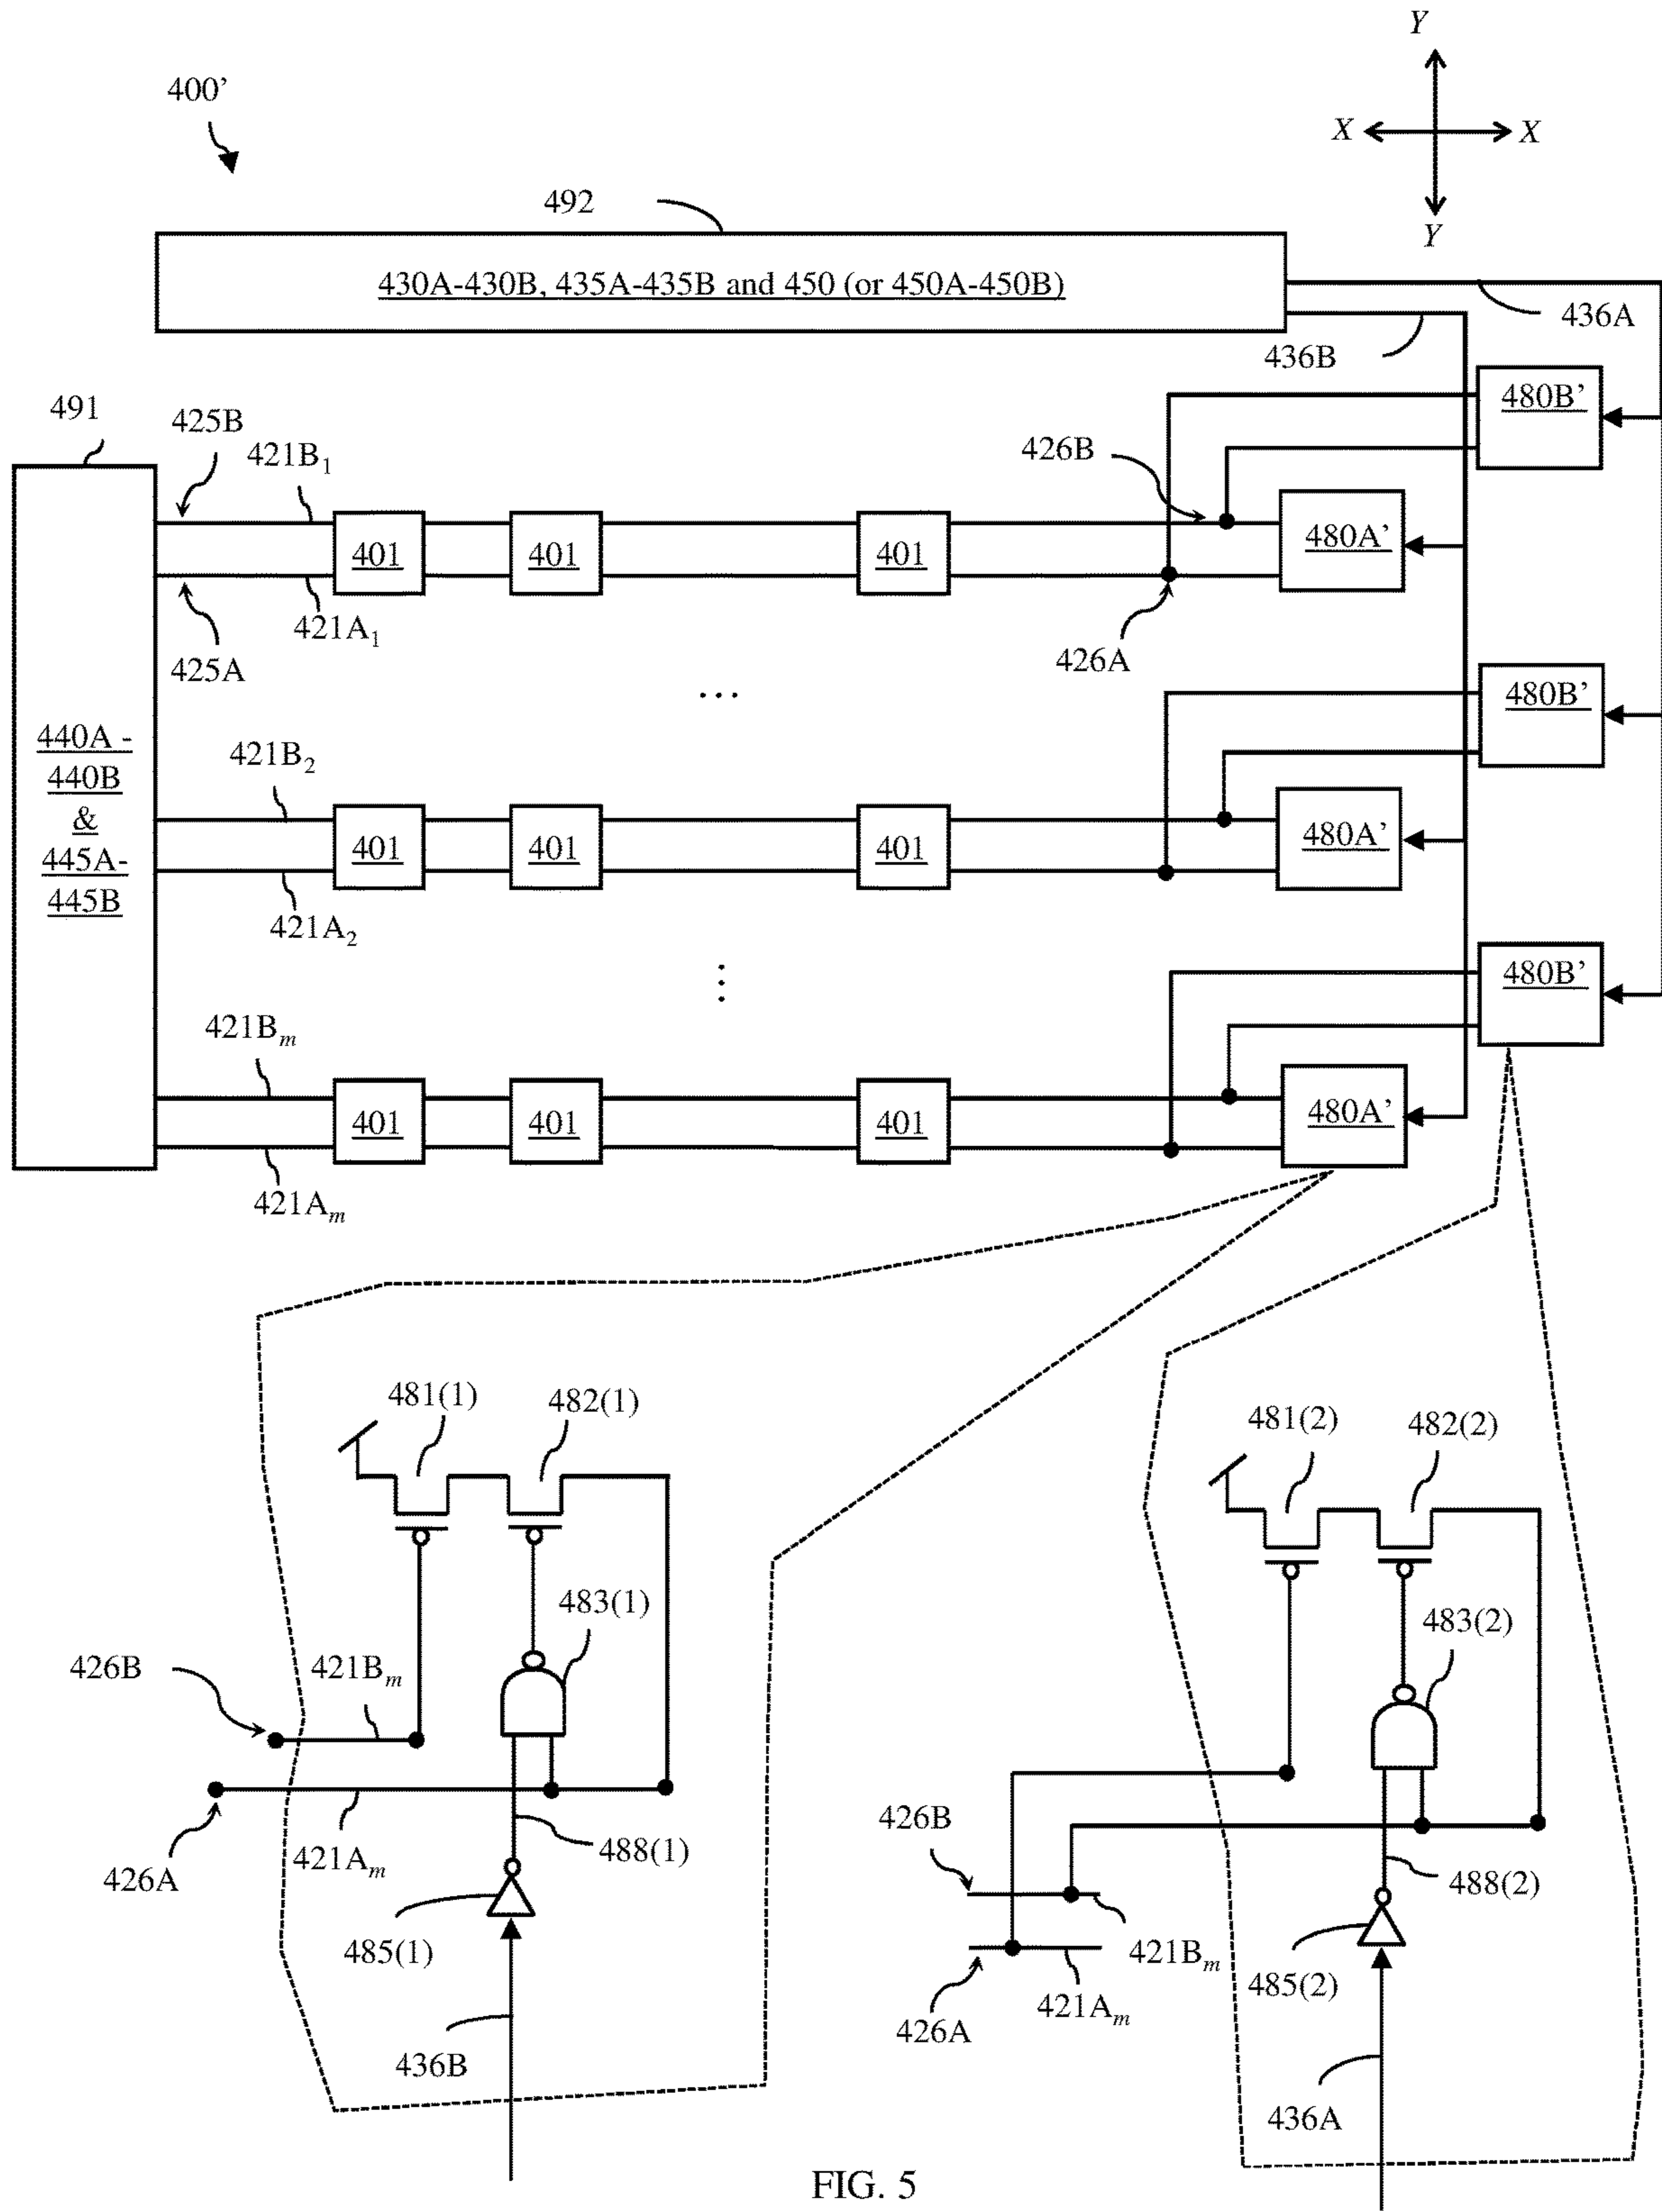 Y
400’
X X
492
Y
430A-430B, 435A-435B and 450 (or 450A-450B)
436A
436B
480B’
491
425B
421B1
426B
480A’
401 401 401
421A1
425A
426A
...
480B’
440A -
440B
&
445A-
445B
421B2
480A’
401 401 401
421A2
...
480B’
421Bm
480A’
401 401 401
421Am
481(1)
482(1)
481(2)
482(2)
483(1)
483(2)
426B
421Bm
426A
421Am
488(1)
485(1)
436B
426B
488(2)
421Bm
485(2)
421Am
426A
436A
FIG. 5